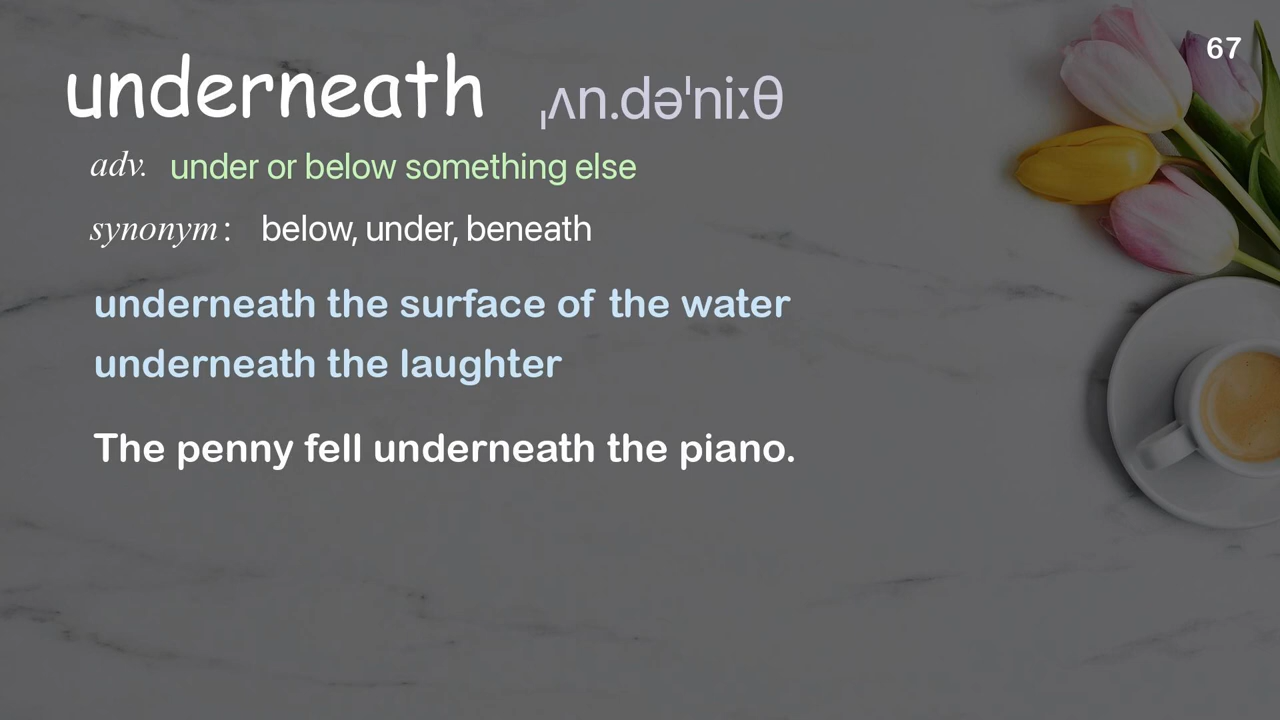 67
underneath ˌʌn.dəˈniːθ
adv. under or below something else
synonym: below, under, beneath
underneath the surface of the water
underneath the laughter
The penny fell underneath the piano.